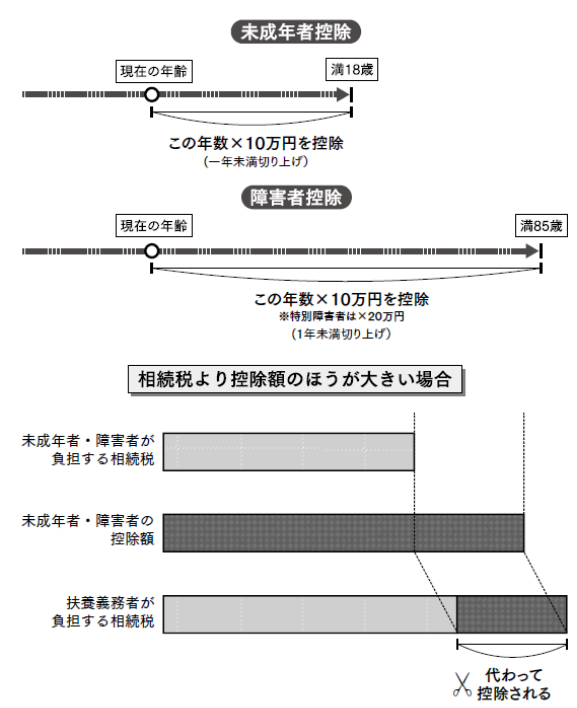 未成年者控除
現在の年齢
満18歳
この年数×10万円を控除
(一年未満切り上げ)
障害者控除
現在の年齢
満85歳
この年数×10万円を控除
※特別障害者は×20万円
(1年未満切り上げ)
相続税より控除額のほうが大きい場合
未成年者・障害者が
負担する相続税
未成年者・障害者の
控除額
扶養義務者が
負担する相続税
代わって
控除される